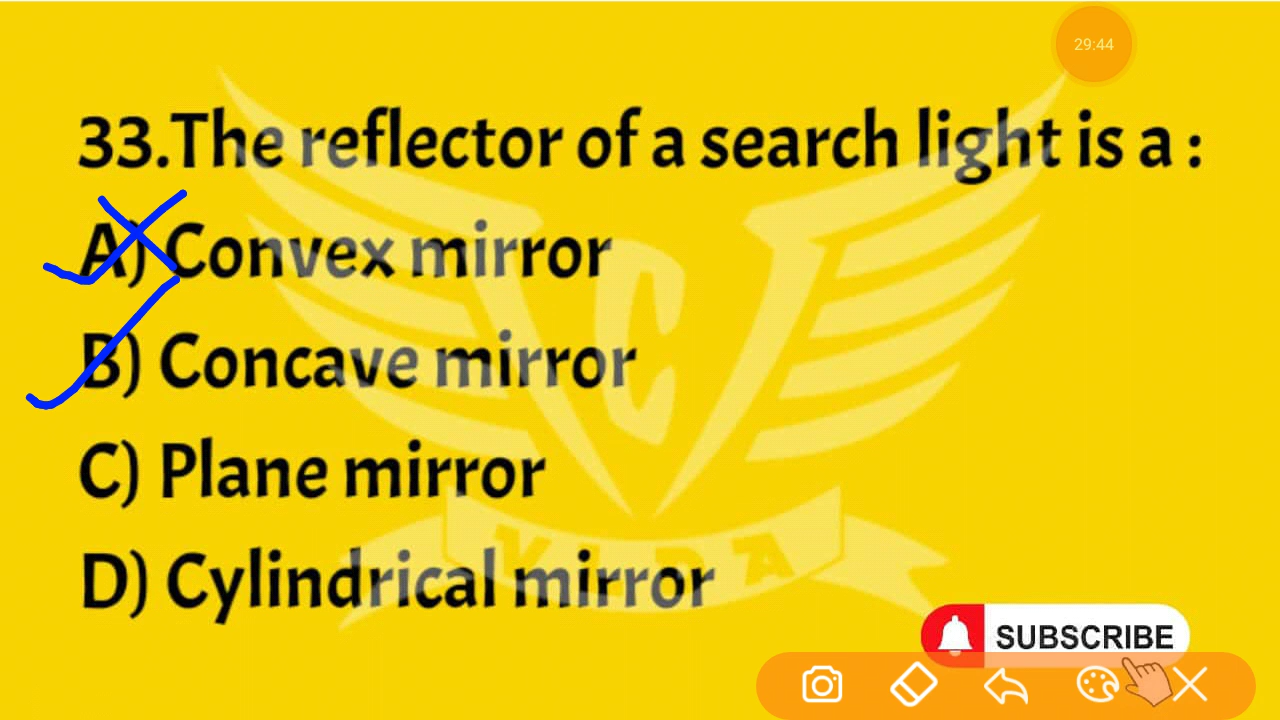 29:44
33.The reflector of a search light is a :
A) Convex mirror
B) Concave mirror
C) Plane mirror
D) Cylindrical mirror
SUBSCRIBE